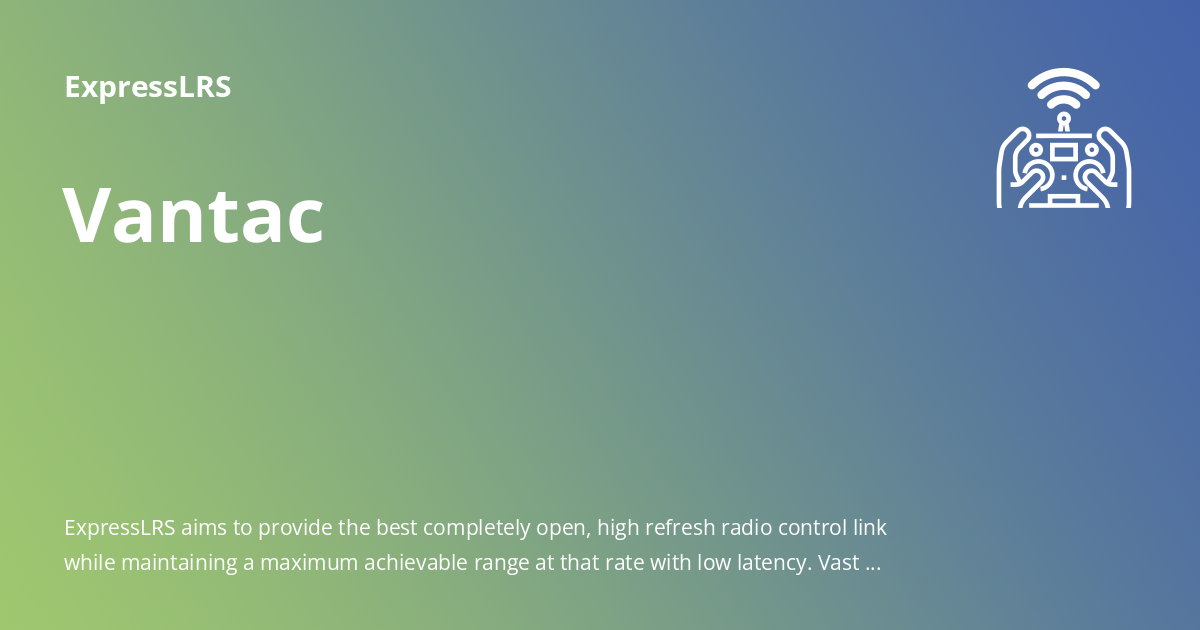 ExpressLRS
Vantac
ExpressLRS aims to provide the best completely open, high refresh radio control link
while maintaining a maximum achievable range at that rate with low latency. Vast ...